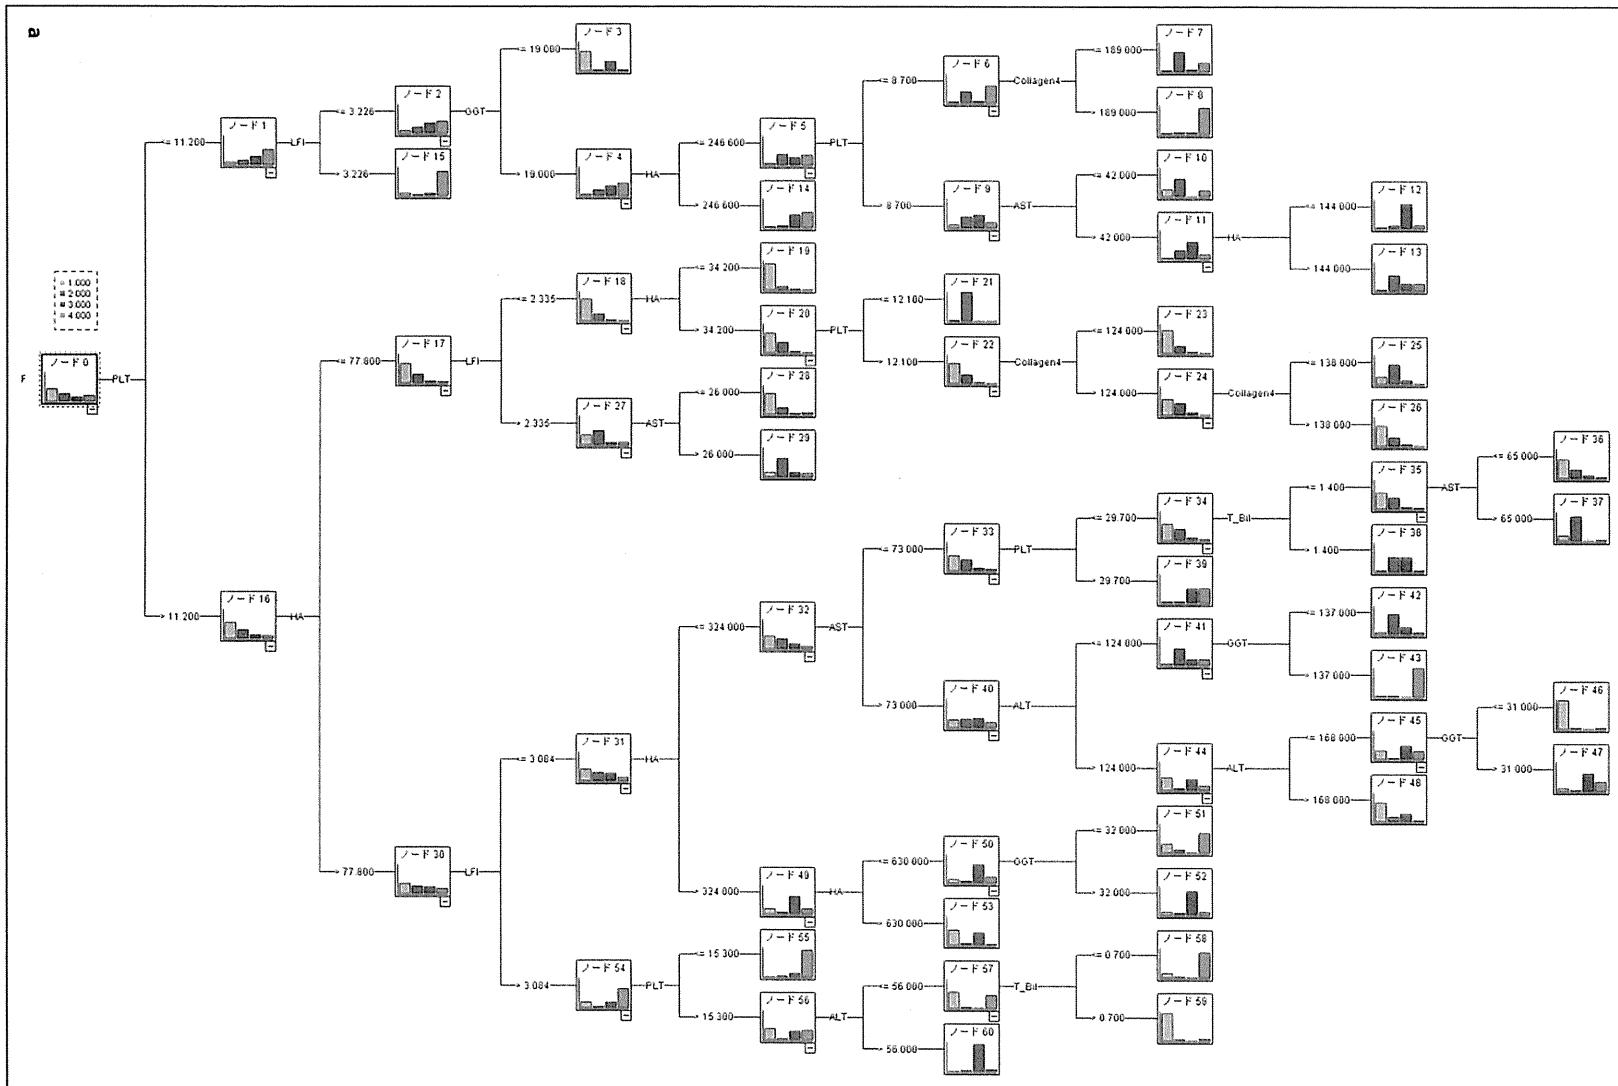 a
1.000
2.000
3.000
4.000
F
ノード 0
PLT
<= 11.200
ノード 1
LFI
<= 3.226
ノード 2
GGT
<= 19.000
ノード 3
> 19.000
ノード 4
HA
<= 246.600
ノード 5
PLT
<= 8.700
ノード 6
Collagen4
<= 189.000
ノード 7
> 189.000
ノード 8
> 8.700
ノード 9
AST
<= 42.000
ノード 10
> 42.000
ノード 11
HA
<= 144.000
ノード 12
> 144.000
ノード 13
> 246.600
ノード 14
> 3.226
ノード 15
> 11.200
ノード 16
HA
<= 77.800
ノード 17
LFI
<= 2.335
ノード 18
HA
<= 34.200
ノード 19
> 34.200
ノード 20
PLT
<= 12.100
ノード 21
> 12.100
ノード 22
Collagen4
<= 124.000
ノード 23
> 124.000
ノード 24
Collagen4
<= 138.000
ノード 25
> 138.000
ノード 26
> 2.335
ノード 27
AST
<= 26.000
ノード 28
> 26.000
ノード 29
> 77.800
ノード 30
LFI
<= 3.084
ノード 31
HA
<= 324.000
ノード 32
AST
<= 73.000
ノード 33
PLT
<= 29.700
ノード 34
T_Bil
<= 1.400
ノード 35
AST
<= 65.000
ノード 36
> 65.000
ノード 37
> 1.400
ノード 38
> 29.700
ノード 39
> 73.000
ノード 40
ALT
<= 124.000
ノード 41
GGT
<= 137.000
ノード 42
> 137.000
ノード 43
> 124.000
ノード 44
ALT
<= 168.000
ノード 45
GGT
<= 31.000
ノード 46
> 31.000
ノード 47
> 168.000
ノード 48
> 324.000
ノード 49
HA
<= 630.000
ノード 50
GGT
<= 32.000
ノード 51
> 32.000
ノード 52
> 630.000
ノード 53
> 3.084
ノード 54
PLT
<= 15.300
ノード 55
> 15.300
ノード 56
ALT
<= 56.000
ノード 57
T_Bil
<= 0.700
ノード 58
> 0.700
ノード 59
> 56.000
ノード 60